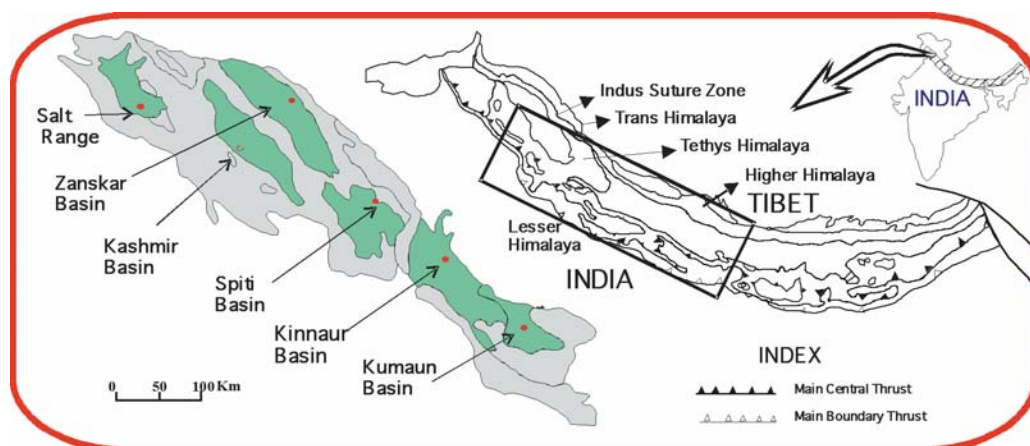 Salt
Range
Zanskar
Basin
Kashmir
Basin
Spiti
Basin
Kinnaur
Basin
Kumaun
Basin
0 50 100 Km
Indus Suture Zone
Trans Himalaya
Tethys Himalaya
Higher Himalaya
TIBET
Lesser
Himalaya
INDIA
INDIA
INDEX
Main Central Thrust
Main Boundary Thrust